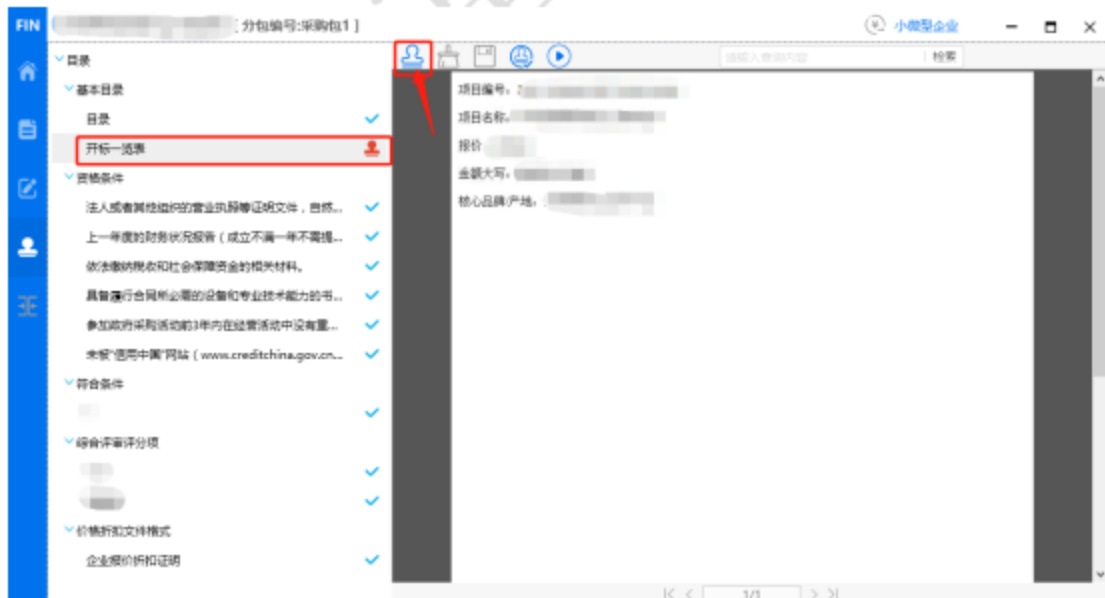 FIN
[ 分包编号:采购包1 ]
小微型企业
目录
基本目录
目录
开标一览表
资格条件
法人或者其他组织的营业执照等证明文件，自然...
上一年度的财务状况报告（成立不满一年不需提...
依法缴纳税收和社会保障资金的相关材料。
具备履行合同所必需的设备和专业技术能力的书...
参加政府采购活动前3年内在经营活动中没有重...
未被“信用中国”网站（www.creditchina.gov.cn...
符合条件
综合评审评分项
价格折扣文件格式
企业报价折扣证明
请输入查询内容
检索
项目编号:
项目名称:
报价
金额大写:
核心品牌/产地:
1/1